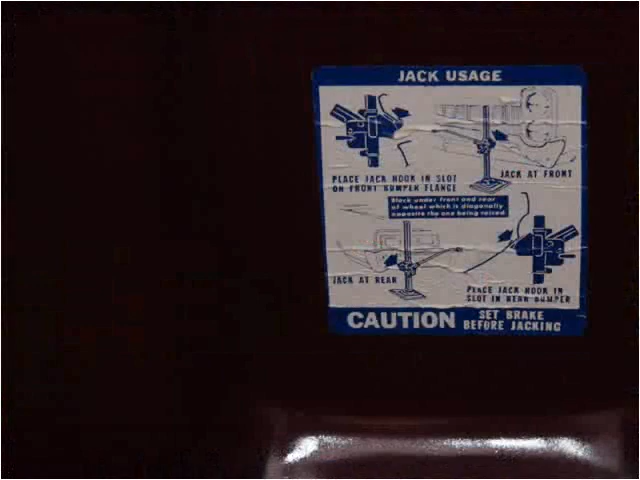 JACK USAGE
PLACE JACK HOOK IN SLOT
ON FRONT BUMPER FLANGE
JACK AT FRONT
Block under front and rear
of wheel which is diagonally
opposite the one being raised
JACK AT REAR
PLACE JACK HOOK IN
SLOT IN REAR BUMPER
CAUTION SET BRAKE
BEFORE JACKING